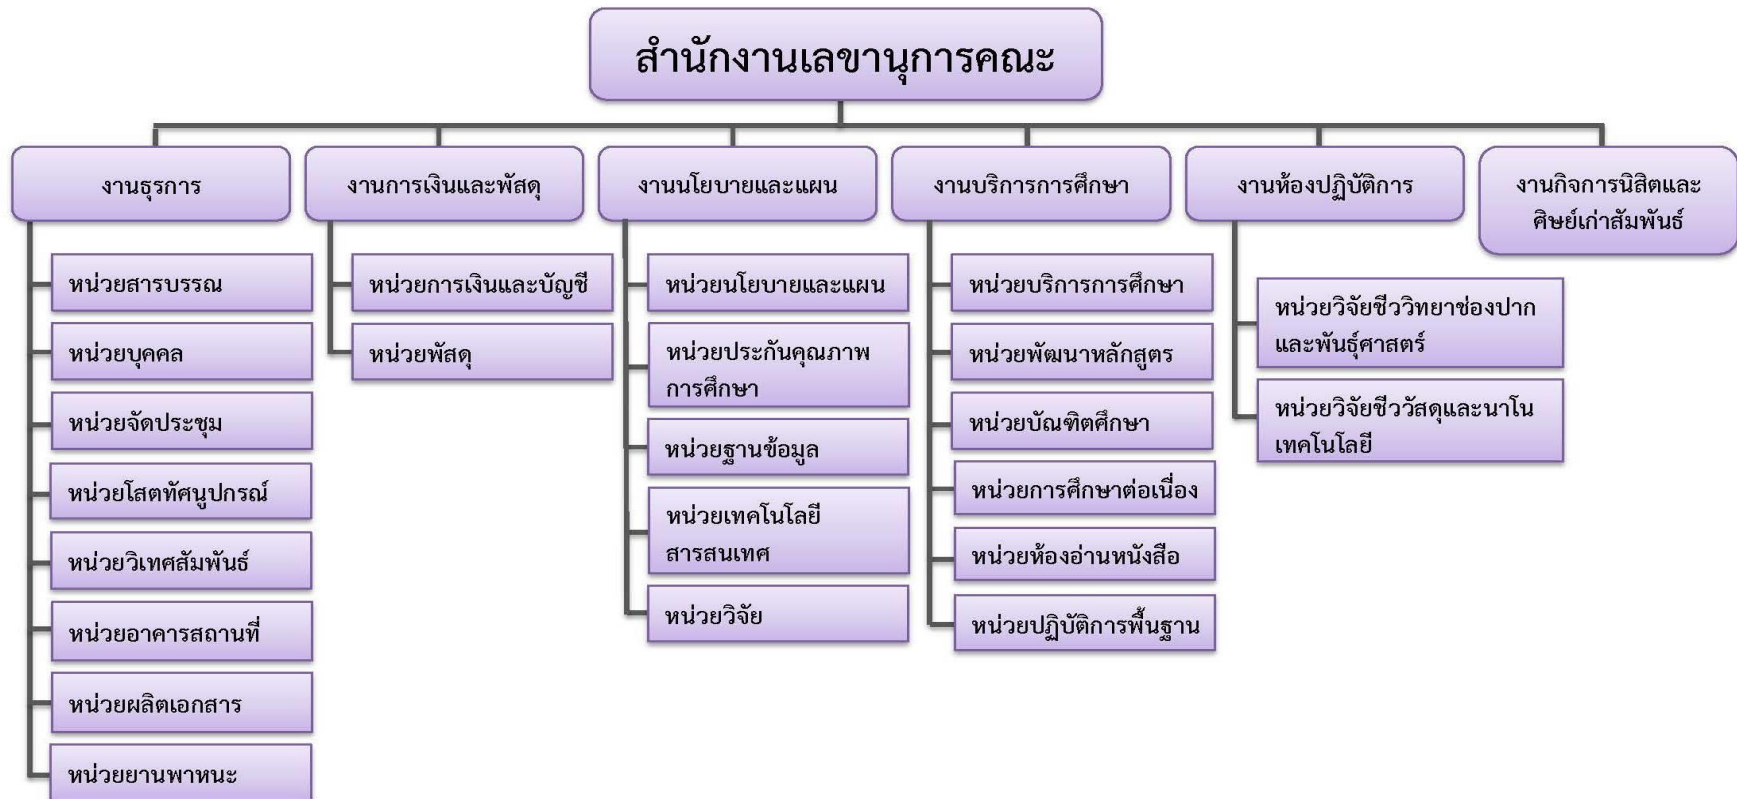 สำนักงานเลขานุการคณะ
งานธุรการ
หน่วยสารบรรณ
หน่วยบุคคล
หน่วยจัดประชุม
หน่วยโสตทัศนูปกรณ์
หน่วยวิเทศสัมพันธ์
หน่วยอาคารสถานที่
หน่วยผลิตเอกสาร
หน่วยยานพาหนะ
งานการเงินและพัสดุ
หน่วยการเงินและบัญชี
หน่วยพัสดุ
งานนโยบายและแผน
หน่วยนโยบายและแผน
หน่วยประกันคุณภาพ
การศึกษา
หน่วยฐานข้อมูล
หน่วยเทคโนโลยี
สารสนเทศ
หน่วยวิจัย
งานบริการการศึกษา
หน่วยบริการการศึกษา
หน่วยพัฒนาหลักสูตร
หน่วยบัณฑิตศึกษา
หน่วยการศึกษาต่อเนื่อง
หน่วยห้องอ่านหนังสือ
หน่วยปฏิบัติการพื้นฐาน
งานห้องปฏิบัติการ
หน่วยวิจัยชีววิทยาช่องปาก
และพันธุ์ศาสตร์
หน่วยวิจัยชีววัสดุและนาโน
เทคโนโลยี
งานกิจการนิสิตและ
ศิษย์เก่าสัมพันธ์